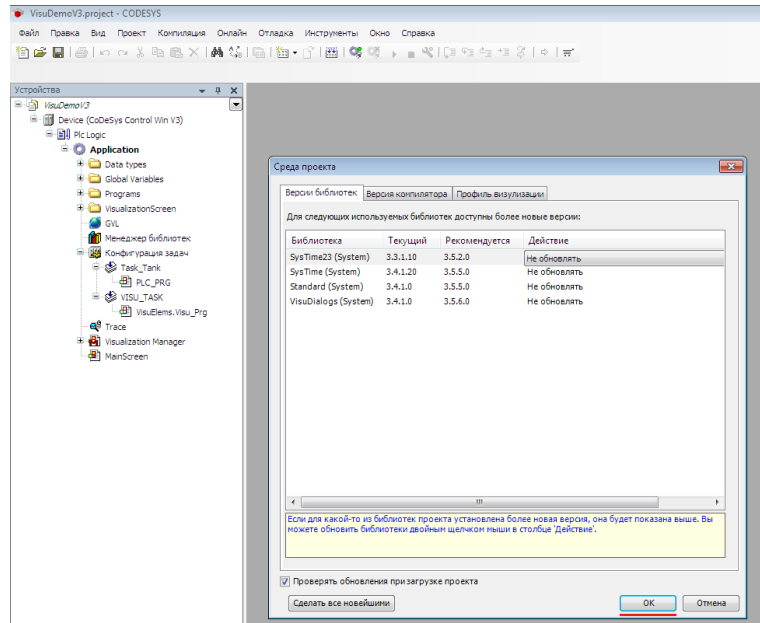 VisuDemoV3.project - CODESYS
Файл Правка Вид Проект Компиляция Онлайн Отладка Инструменты Окно Справка
Устройства
VisuDemoV3
Device (CoDeSys Control Win V3)
Plc Logic
Application
Data types
Global Variables
Programs
VisualizationScreen
GVL
Менеджер библиотек
Конфигурация задач
Task_Tank
PLC_PRG
VISU_TASK
VisuElems.Visu_Prg
Trace
Visualization Manager
MainScreen
Среда проекта
Версии библиотек Версия компилятора Профиль визулизации
Для следующих используемых библиотек доступны более новые версии:
Библиотека Текущий Рекомендуется Действие
SysTime23 (System) 3.3.1.10 3.5.2.0 Не обновлять
SysTime (System) 3.4.1.20 3.5.5.0 Не обновлять
Standard (System) 3.4.1.0 3.5.5.0 Не обновлять
VisuDialogs (System) 3.4.1.0 3.5.6.0 Не обновлять
Если для какой-то из библиотек проекта установлена более новая версия, она будет показана выше. Вы
можете обновить библиотеки двойным щелчком мыши в столбце 'Действие'.
Проверять обновления при загрузке проекта
Сделать все новейшими OK Отмена